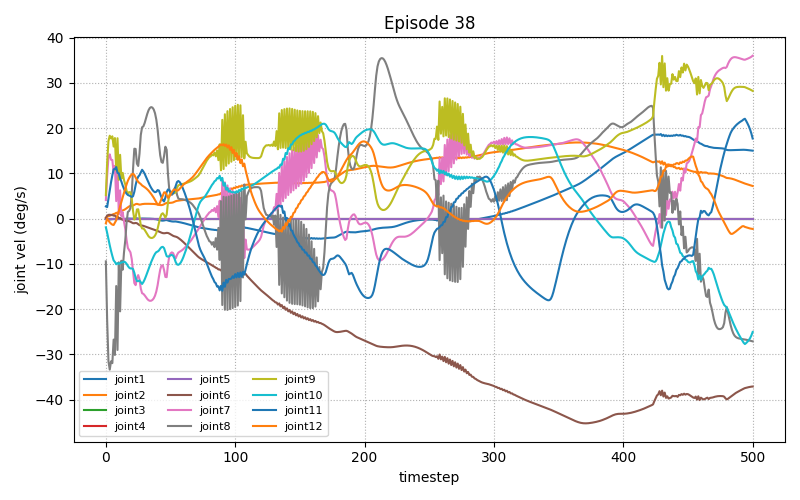 Episode 38
joint vel (deg/s)
40
30
20
10
0
−10
−20
−30
−40
joint1
joint2
joint3
joint4
joint5
joint6
joint7
joint8
joint9
joint10
joint11
joint12
0 100 200 300 400 500
timestep